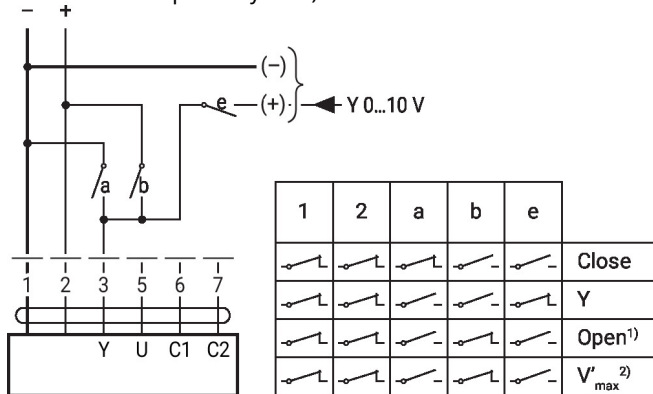 − +
(−)
e (+) Y 0...10 V
a b
1 2 3 5 6 7
Y U C1 C2
1 2 a b e
Close
Y
Open1)
V'max2)